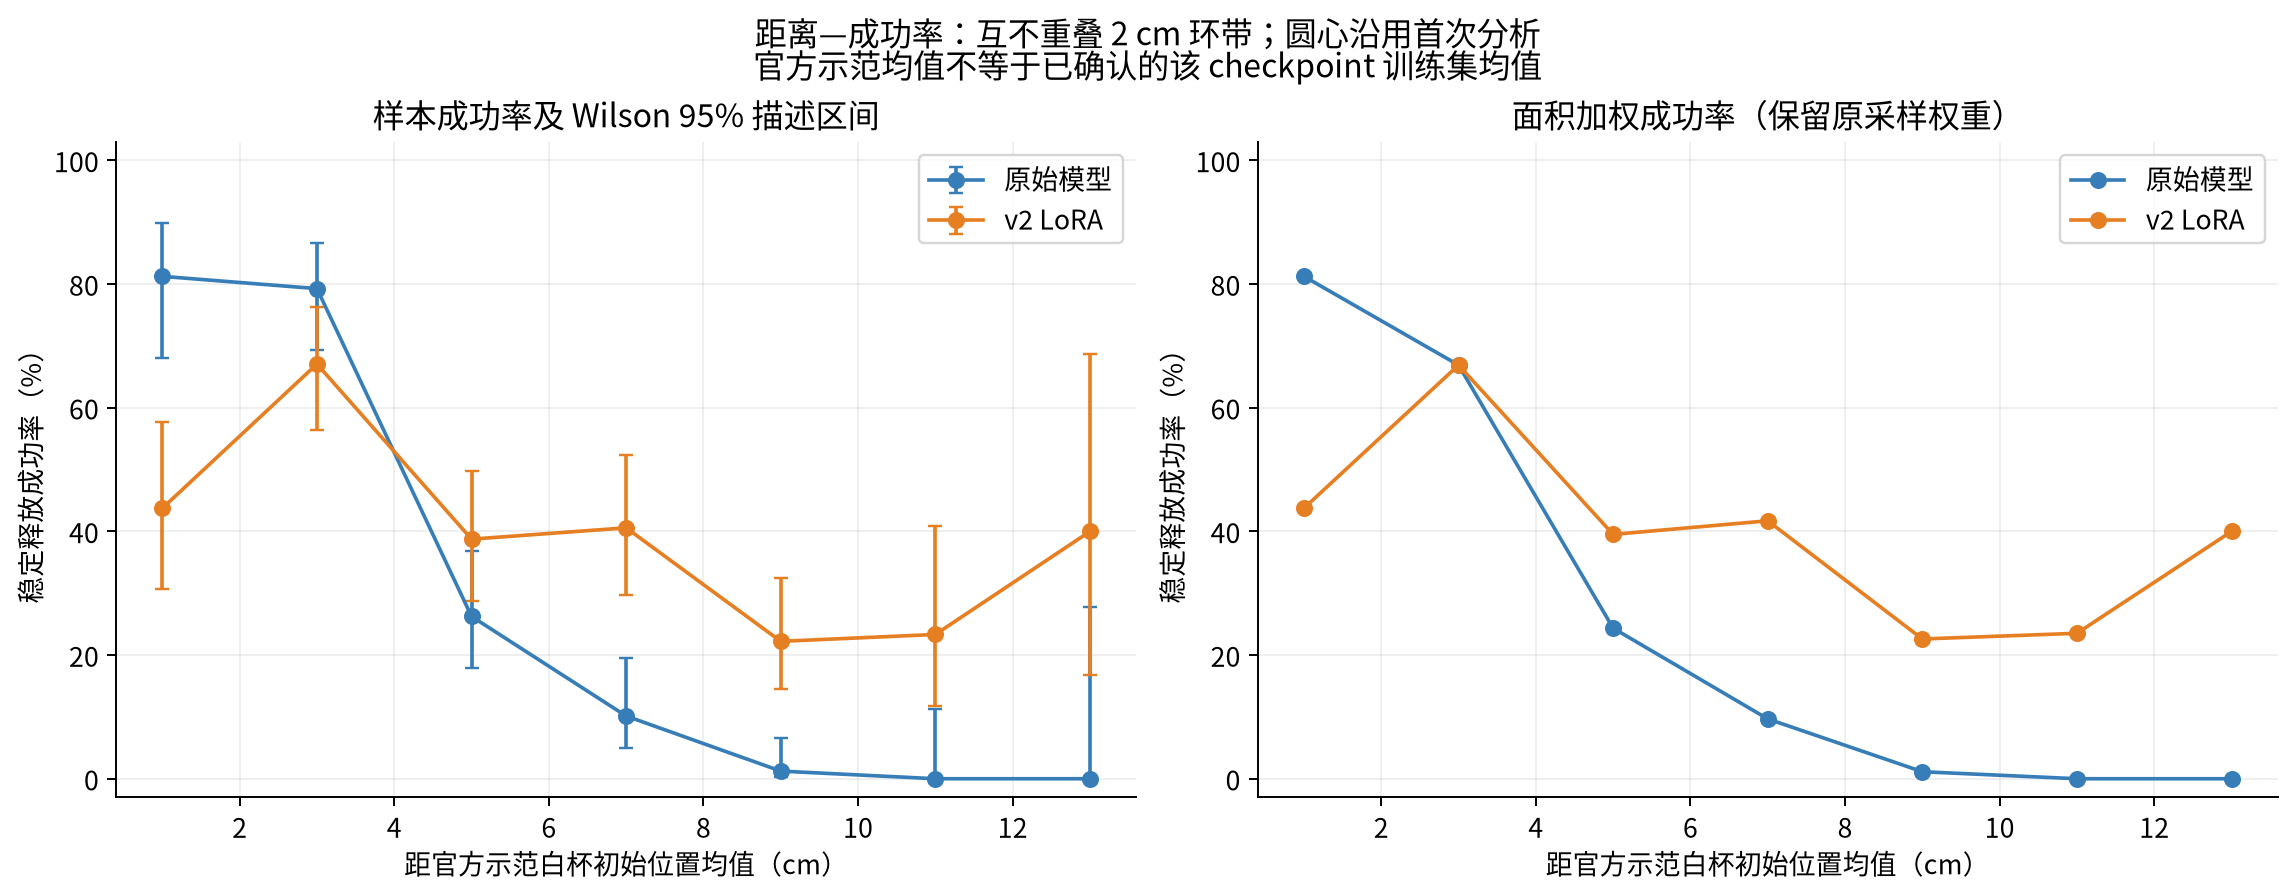 距离—成功率：互不重叠 2 cm 环带；圆心沿用首次分析
官方示范均值不等于已确认的该 checkpoint 训练集均值
样本成功率及 Wilson 95% 描述区间
100
80
60
40
20
0
稳定释放成功率（%）
2
4
6
8
10
12
距官方示范白杯初始位置均值（cm）
原始模型
v2 LoRA
面积加权成功率（保留原采样权重）
100
80
60
40
20
0
稳定释放成功率（%）
2
4
6
8
10
12
距官方示范白杯初始位置均值（cm）
原始模型
v2 LoRA